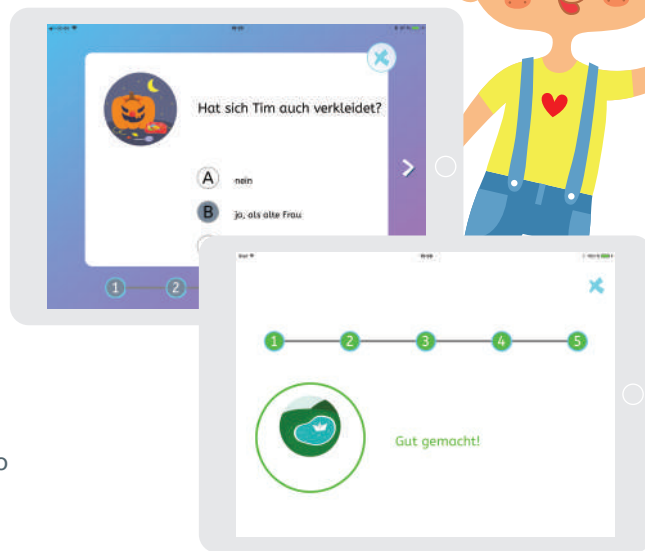 Hat sich Tim auch verkleidet?
A nein
B ja, als alte Frau
1 2
1 2 3 4 5
Gut gemacht!